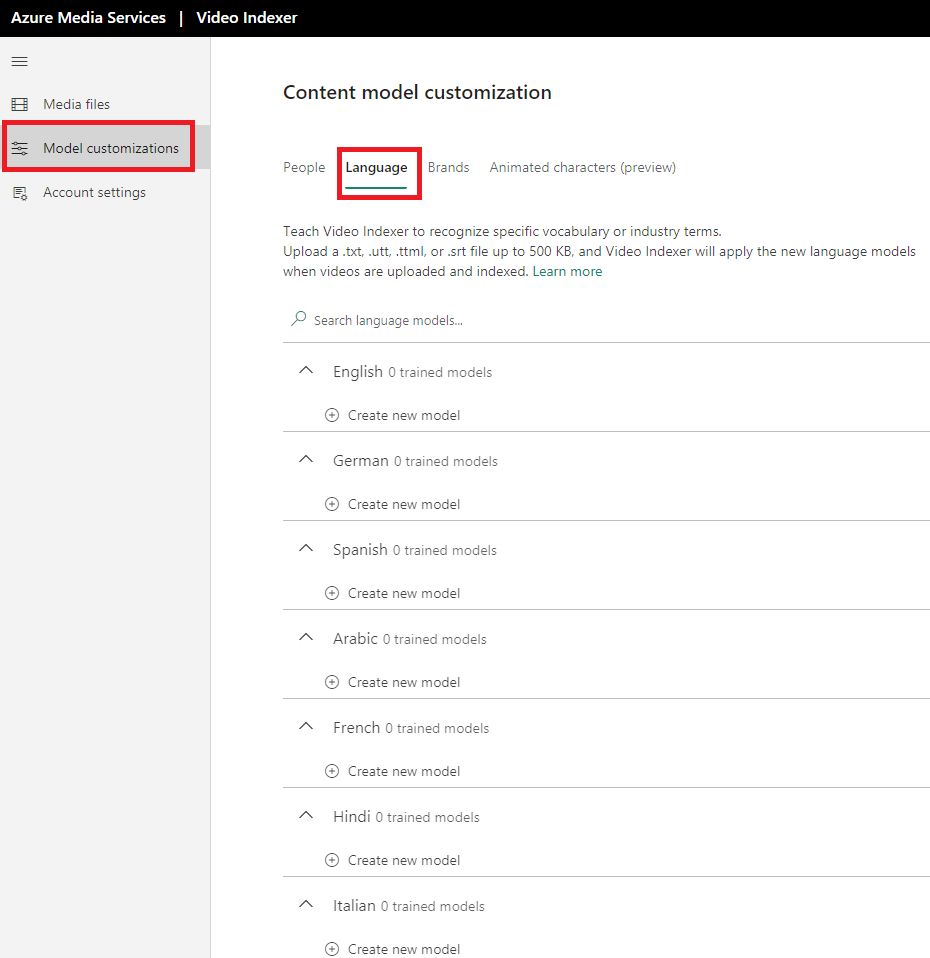 Azure Media Services | Video Indexer
Media files
Model customizations
Account settings
Content model customization
People Language Brands Animated characters (preview)
Teach Video Indexer to recognize specific vocabulary or industry terms.
Upload a .txt, .utt, .ttml, or .srt file up to 500 KB, and Video Indexer will apply the new language models
when videos are uploaded and indexed. Learn more
Search language models...
English 0 trained models
Create new model
German 0 trained models
Create new model
Spanish 0 trained models
Create new model
Arabic 0 trained models
Create new model
French 0 trained models
Create new model
Hindi 0 trained models
Create new model
Italian 0 trained models
Create new model